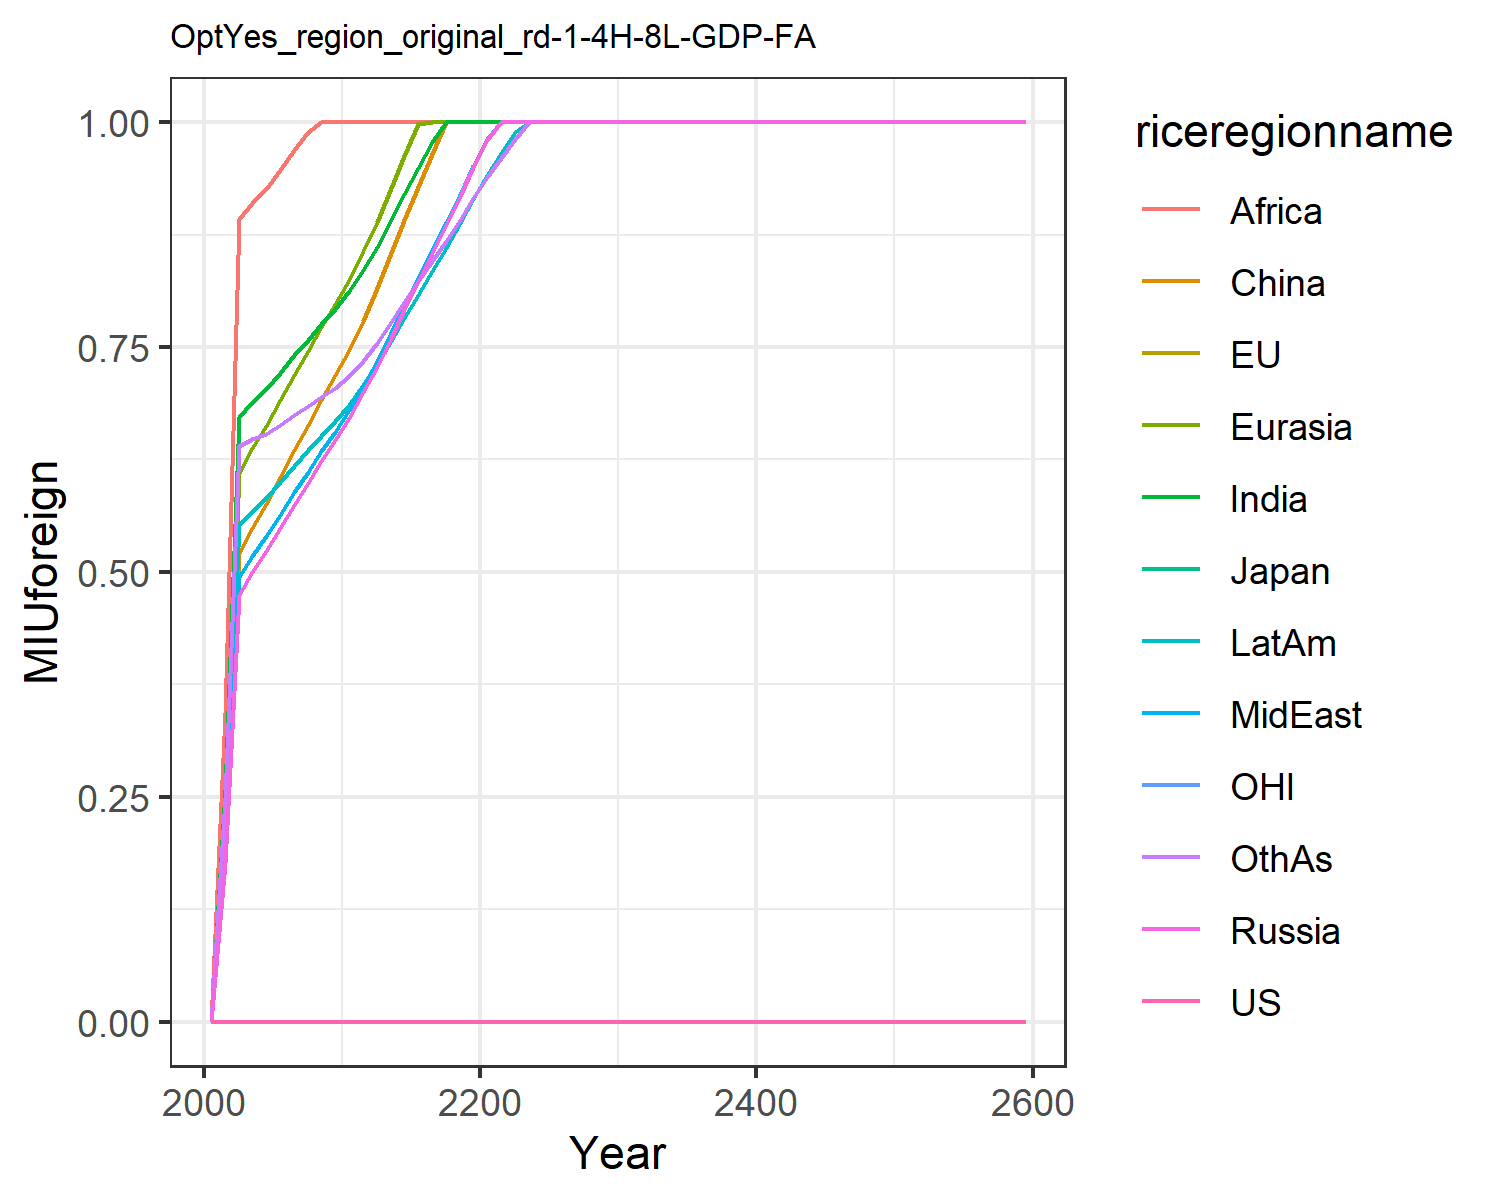 OptYes_region_original_rd-1-4H-8L-GDP-FA
MIUforeign
1.00
0.75
0.50
0.25
0.00
2000 2200 2400 2600
Year
riceregionname
Africa
China
EU
Eurasia
India
Japan
LatAm
MidEast
OHI
OthAs
Russia
US